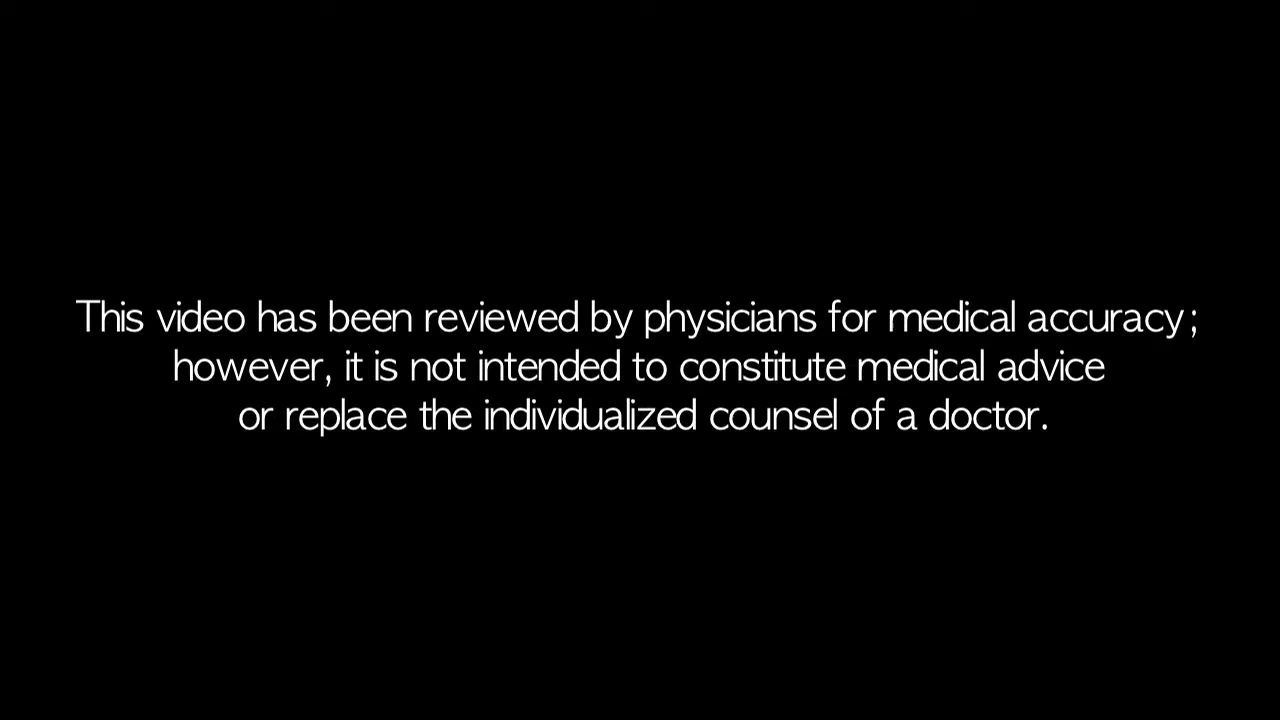 This video has been reviewed by physicians for medical accuracy;
however, it is not intended to constitute medical advice
or replace the individualized counsel of a doctor.